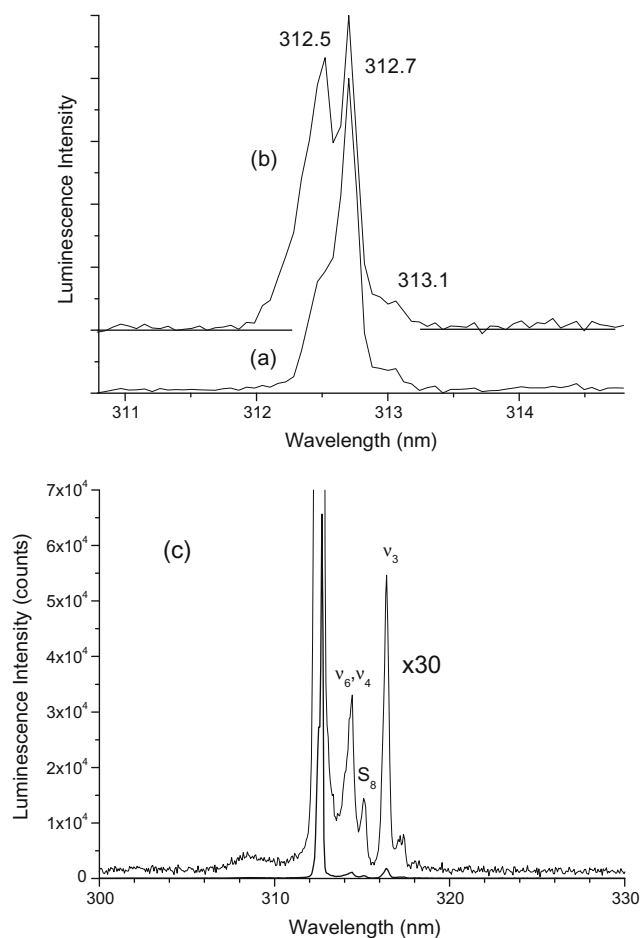 312.5
312.7
(b)
313.1
(a)
Luminescence Intensity
311 312 313 314
Wavelength (nm)
7x10⁴
6x10⁴
5x10⁴
4x10⁴
3x10⁴
2x10⁴
1x10⁴
0
(c)
ν₃
x30
ν₆,ν₄
S₈
Luminescence Intensity (counts)
300 310 320 330
Wavelength (nm)